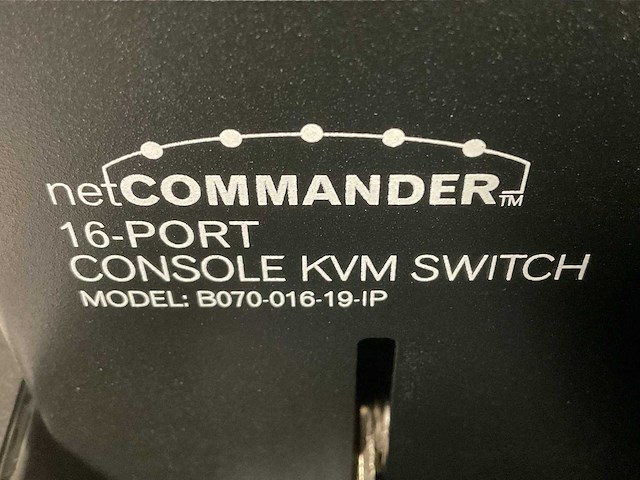 netCOMMANDER™
16-PORT
CONSOLE KVM SWITCH
MODEL: B070-016-19-IP